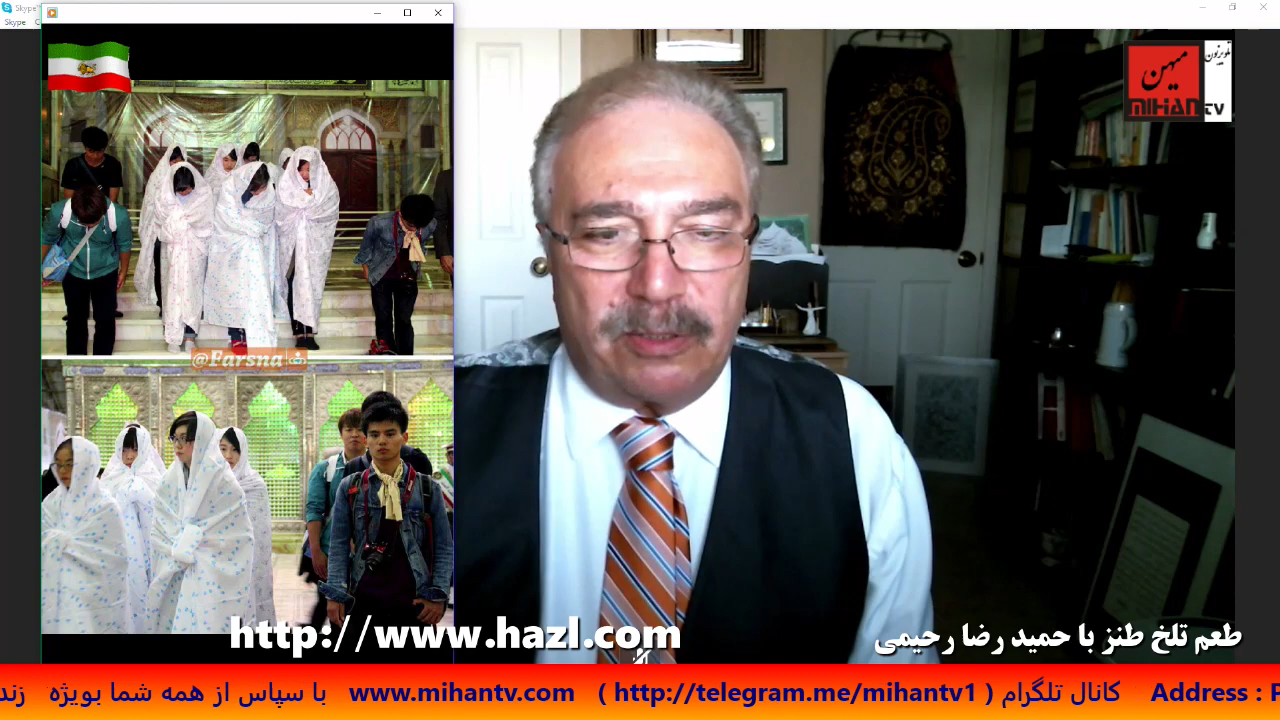 Skype
Skype
تلویزیون
میهن
MIHAN TV
@Farsna
http://www.hazl.com
طعم تلخ طنز با حمید رضا رحیمی
با سپاس از همه شما بویژه www.mihantv.com ( http://telegram.me/mihantv1 ) کانال تلگرام Address :